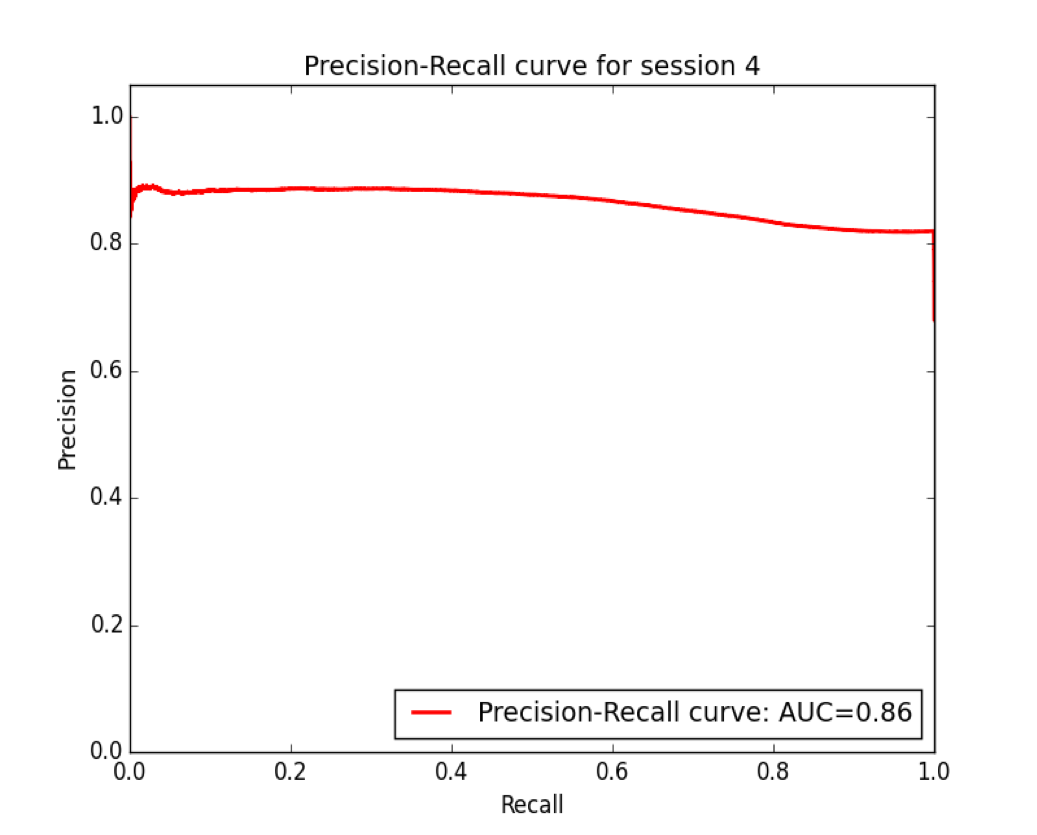 Precision-Recall curve for session 4
1.0
0.8
0.6
0.4
0.2
0.0
Precision
Precision-Recall curve: AUC=0.86
0.0 0.2 0.4 0.6 0.8 1.0
Recall